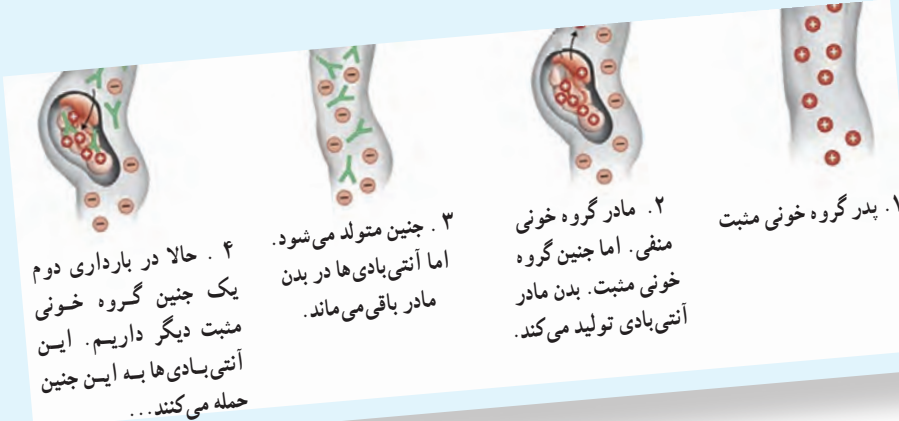 ۱. پدر گروه خونی مثبت
۲. مادر گروه خونی
منفی. اما جنین گروه
خونی مثبت. بدن مادر
آنتی‌بادی تولید می‌کند.
۳. جنین متولد می‌شود.
اما آنتی‌بادی‌ها در بدن
مادر باقی‌می‌ماند.
۴. حالا در بارداری دوم
یک جنین گروه خونی
مثبت دیگر داریم. این
آنتی‌بادی‌ها به این جنین
حمله می‌کنند...